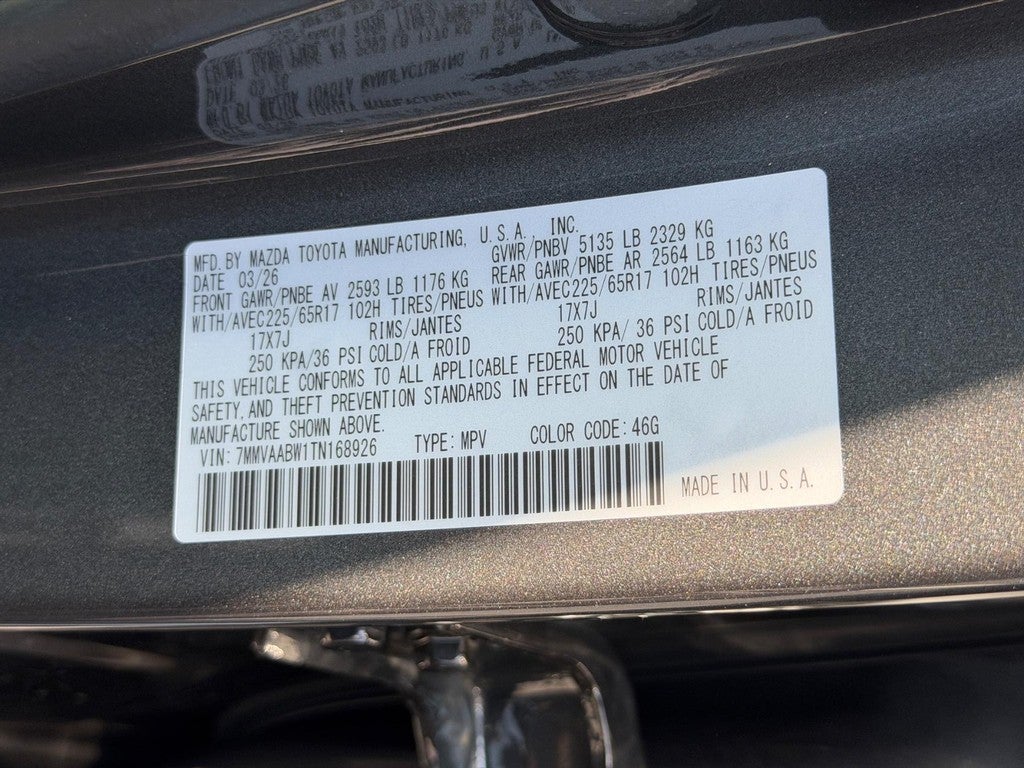 MFD. BY MAZDA TOYOTA MANUFACTURING, U.S.A., INC.
DATE 03/26 GVWR/PNBV 5135 LB 2329 KG
FRONT GAWR/PNBE AV 2593 LB 1176 KG REAR GAWR/PNBE AR 2564 LB 1163 KG
WITH/AVEC225/65R17 102H TIRES/PNEUS WITH/AVEC225/65R17 102H TIRES/PNEUS
17X7J RIMS/JANTES 17X7J RIMS/JANTES
250 KPA/36 PSI COLD/A FROID 250 KPA/ 36 PSI COLD/A FROID
THIS VEHICLE CONFORMS TO ALL APPLICABLE FEDERAL MOTOR VEHICLE
SAFETY, AND THEFT PREVENTION STANDARDS IN EFFECT ON THE DATE OF
MANUFACTURE SHOWN ABOVE.
VIN: 7MMVAABW1TN168926 TYPE: MPV COLOR CODE: 46G
MADE IN U.S.A.